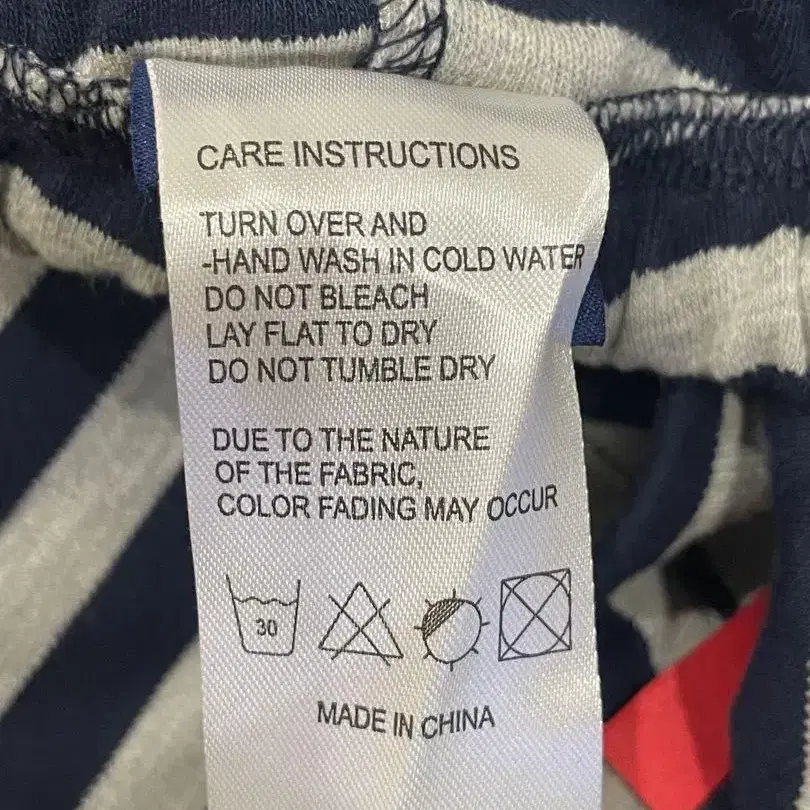 CARE INSTRUCTIONS
TURN OVER AND
-HAND WASH IN COLD WATER
DO NOT BLEACH
LAY FLAT TO DRY
DO NOT TUMBLE DRY
DUE TO THE NATURE
OF THE FABRIC,
COLOR FADING MAY OCCUR
30
MADE IN CHINA